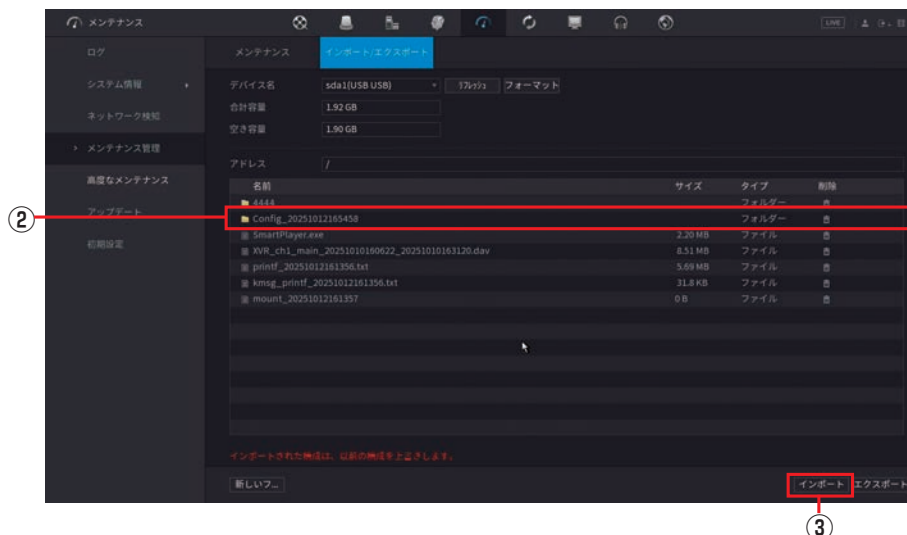 メンテナンス
LIVE
ログ
メンテナンス インポート/エクスポート
システム情報
デバイス名 sda1(USB USB) リフレッシュ フォーマット
合計容量 1.92 GB
ネットワーク検知
空き容量 1.90 GB
メンテナンス管理
アドレス /
高度なメンテナンス
名前 サイズ タイプ 削除
4444 フォルダー
アップデート
② Config_20251012165458 フォルダー
SmartPlayer.exe 2.20 MB ファイル
初期設定
XVR_ch1_main_20251010160622_20251010163120.dav 8.51 MB ファイル
printf_20251012161356.txt 5.69 MB ファイル
kmsg_printf_20251012161356.txt 31.8 KB ファイル
mount_20251012161357 0 B ファイル
インポートされた構成は、以前の構成を上書きします。
新しいフ... インポート エクスポート
③